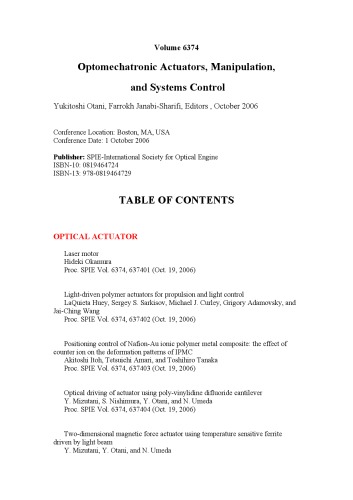 Volume 6374
Optomechatronic Actuators, Manipulation,
and Systems Control
Yukitoshi Otani, Farrokh Janabi-Sharifi, Editors , October 2006
Conference Location: Boston, MA, USA
Conference Date: 1 October 2006
Publisher: SPIE-International Society for Optical Engine
ISBN-10: 0819464724
ISBN-13: 978-0819464729
TABLE OF CONTENTS
OPTICAL ACTUATOR
Laser motor
Hideki Okamura
Proc. SPIE Vol. 6374, 637401 (Oct. 19, 2006)
Light-driven polymer actuators for propulsion and light control
LaQuieta Huey, Sergey S. Sarkisov, Michael J. Curley, Grigory Adamovsky, and
Jai-Ching Wang
Proc. SPIE Vol. 6374, 637402 (Oct. 19, 2006)
Positioning control of Nafion-Au ionic polymer metal composite: the effect of
counter ion on the deformation patterns of IPMC
Akitoshi Itoh, Tetsuichi Amari, and Toshihiro Tanaka
Proc. SPIE Vol. 6374, 637403 (Oct. 19, 2006)
Optical driving of actuator using poly-vinylidine difluoride cantilever
Y. Mizutani, S. Nishimura, Y. Otani, and N. Umeda
Proc. SPIE Vol. 6374, 637404 (Oct. 19, 2006)
Two-dimensional magnetic force actuator using temperature sensitive ferrite
driven by light beam
Y. Mizutani, Y. Otani, and N. Umeda